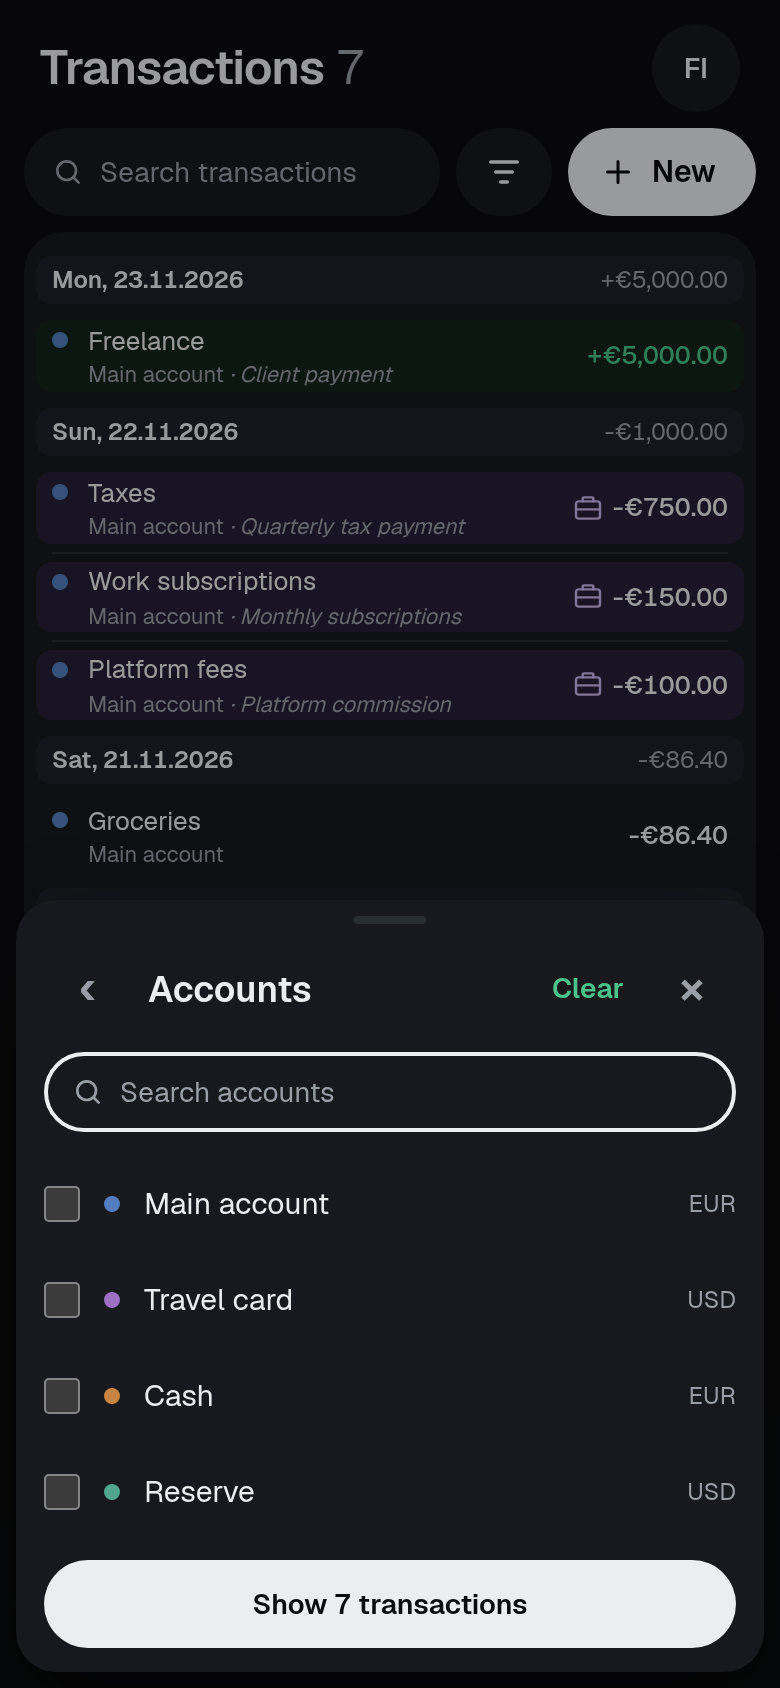 Transactions 7
FI
Search transactions
New
Mon, 23.11.2026 +€5,000.00
Freelance
Main account · Client payment
+€5,000.00
Sun, 22.11.2026 -€1,000.00
Taxes
Main account · Quarterly tax payment
-€750.00
Work subscriptions
Main account · Monthly subscriptions
-€150.00
Platform fees
Main account · Platform commission
-€100.00
Sat, 21.11.2026 -€86.40
Groceries
Main account
-€86.40
Accounts
Clear
Search accounts
Main account EUR
Travel card USD
Cash EUR
Reserve USD
Show 7 transactions